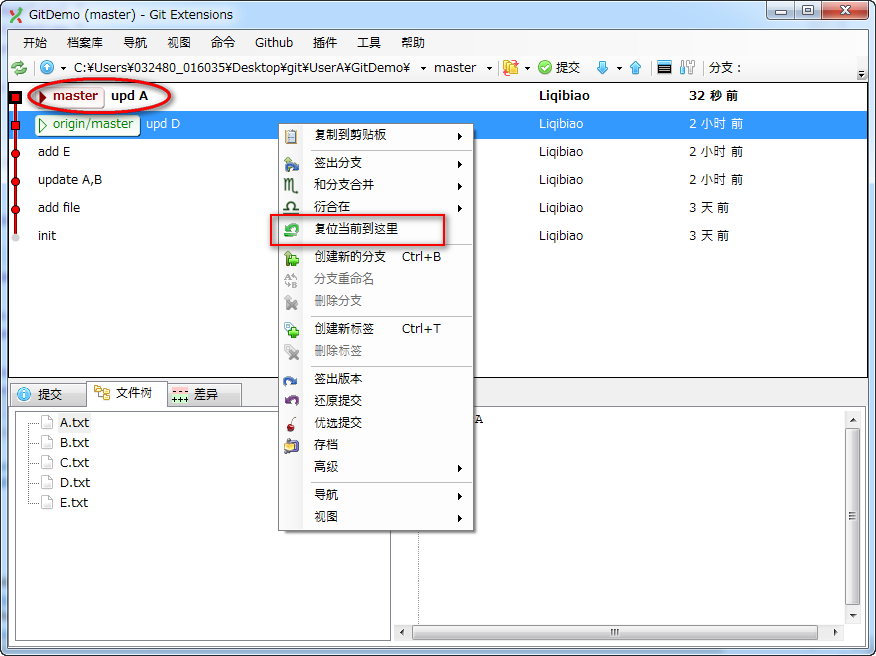 GitDemo (master) - Git Extensions
开始 档案库 导航 视图 命令 Github 插件 工具 帮助
C:¥Users¥032480_016035¥Desktop¥git¥UserA¥GitDemo¥ master 提交 分支：
master upd A Liqibiao 32 秒 前
origin/master upd D Liqibiao 2 小时 前
add E Liqibiao 2 小时 前
update A,B Liqibiao 2 小时 前
add file Liqibiao 3 天 前
init Liqibiao 3 天 前
复制到剪贴板
签出分支
和分支合并
衍合在
复位当前到这里
创建新的分支 Ctrl+B
分支重命名
删除分支
创建新标签 Ctrl+T
删除标签
签出版本
还原提交
优选提交
存档
高级
导航
视图
提交 文件树 差异
A.txt
B.txt
C.txt
D.txt
E.txt
A